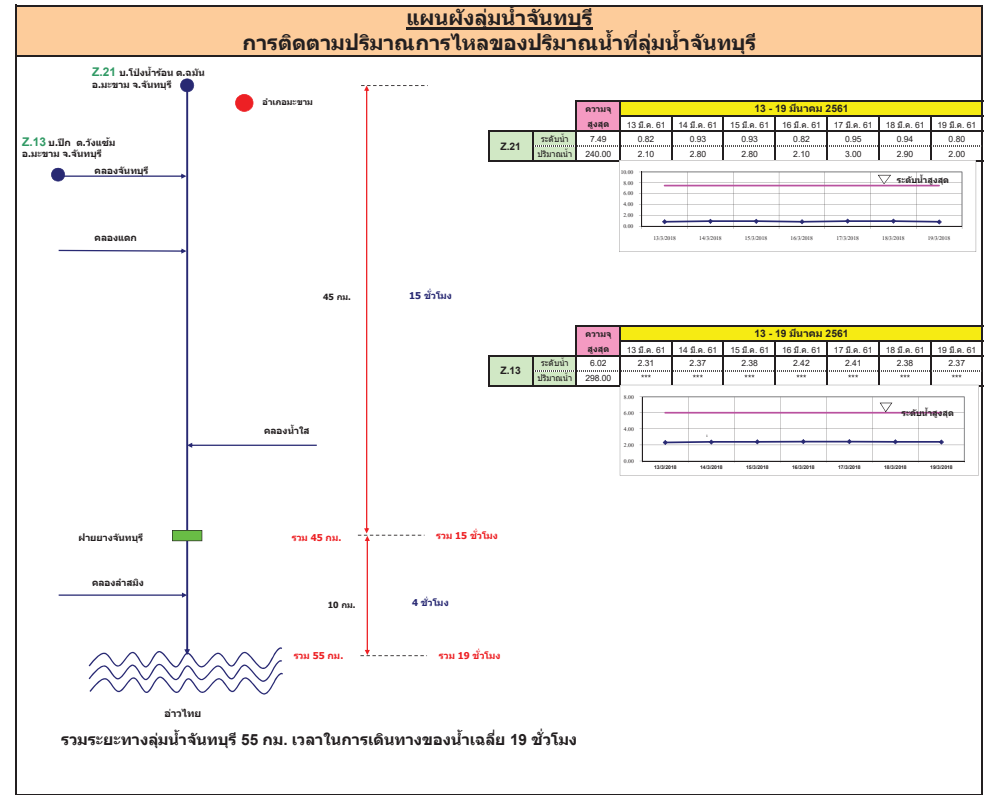 แผนผังลุ่มน้ำจันทบุรี
การติดตามปริมาณการไหลของปริมาณน้ำที่ลุ่มน้ำจันทบุรี
Z.21 บ.โป่งน้ำร้อน ต.ฉมัน
อ.มะขาม จ.จันทบุรี
อำเภอมะขาม
Z.13 บ.ปึก ต.วังแซ้ม
อ.มะขาม จ.จันทบุรี
คลองจันทบุรี
คลองแตก
45 กม. 15 ชั่วโมง
คลองน้ำใส
ฝายยางจันทบุรี
รวม 45 กม. รวม 15 ชั่วโมง
คลองลำสมิง
10 กม. 4 ชั่วโมง
รวม 55 กม. รวม 19 ชั่วโมง
อ่าวไทย
รวมระยะทางลุ่มน้ำจันทบุรี 55 กม. เวลาในการเดินทางของน้ำเฉลี่ย 19 ชั่วโมง
ความจุ 13 - 19 มีนาคม 2561
สูงสุด 13 มี.ค. 61 14 มี.ค. 61 15 มี.ค. 61 16 มี.ค. 61 17 มี.ค. 61 18 มี.ค. 61 19 มี.ค. 61
Z.21
ระดับน้ำ 7.49 0.82 0.93 0.93 0.82 0.95 0.94 0.80
ปริมาณน้ำ 240.00 2.10 2.80 2.80 2.10 3.00 2.90 2.00
ระดับน้ำสูงสุด
10.00
8.00
6.00
4.00
2.00
0.00
13/3/2018 14/3/2018 15/3/2018 16/3/2018 17/3/2018 18/3/2018 19/3/2018
ความจุ 13 - 19 มีนาคม 2561
สูงสุด 13 มี.ค. 61 14 มี.ค. 61 15 มี.ค. 61 16 มี.ค. 61 17 มี.ค. 61 18 มี.ค. 61 19 มี.ค. 61
Z.13
ระดับน้ำ 6.02 2.31 2.37 2.38 2.42 2.41 2.38 2.37
ปริมาณน้ำ 298.00 *** *** *** *** *** *** ***
ระดับน้ำสูงสุด
8.00
6.00
4.00
2.00
0.00
13/3/2018 14/3/2018 15/3/2018 16/3/2018 17/3/2018 18/3/2018 19/3/2018